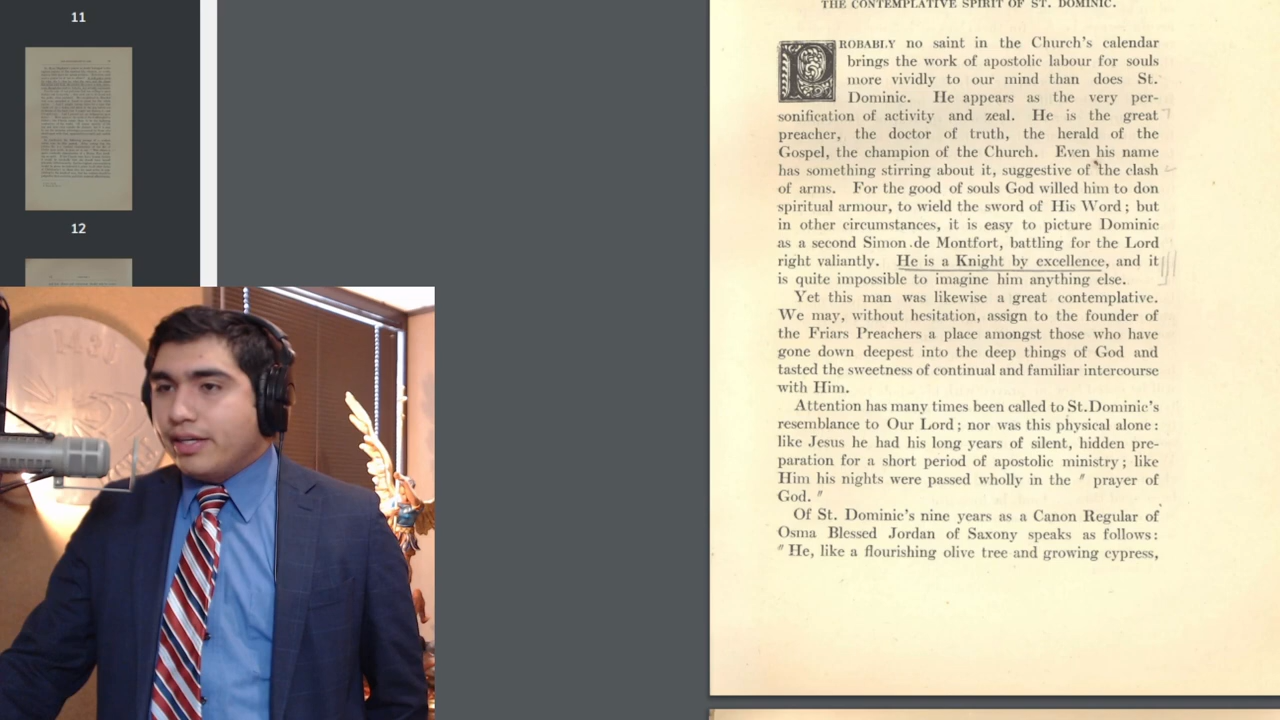 11
12
THE CONTEMPLATIVE SPIRIT OF ST. DOMINIC.
PROBABLY no saint in the Church's calendar
brings the work of apostolic labour for souls
more vividly to our mind than does St.
Dominic. He appears as the very per-
sonification of activity and zeal. He is the great
preacher, the doctor of truth, the herald of the
Gospel, the champion of the Church. Even his name
has something stirring about it, suggestive of the clash
of arms. For the good of souls God willed him to don
spiritual armour, to wield the sword of His Word; but
in other circumstances, it is easy to picture Dominic
as a second Simon de Montfort, battling for the Lord
right valiantly. He is a Knight by excellence, and it
is quite impossible to imagine him anything else.
Yet this man was likewise a great contemplative.
We may, without hesitation, assign to the founder of
the Friars Preachers a place amongst those who have
gone down deepest into the deep things of God and
tasted the sweetness of continual and familiar intercourse
with Him.
Attention has many times been called to St. Dominic's
resemblance to Our Lord; nor was this physical alone:
like Jesus he had his long years of silent, hidden pre-
paration for a short period of apostolic ministry; like
Him his nights were passed wholly in the "prayer of
God."
Of St. Dominic's nine years as a Canon Regular of
Osma Blessed Jordan of Saxony speaks as follows:
"He, like a flourishing olive tree and growing cypress,